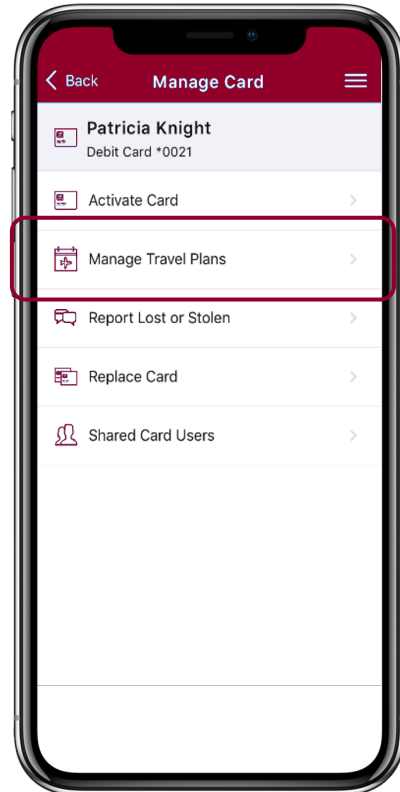 Back
Manage Card
Patricia Knight
Debit Card *0021
Activate Card
Manage Travel Plans
Report Lost or Stolen
Replace Card
Shared Card Users